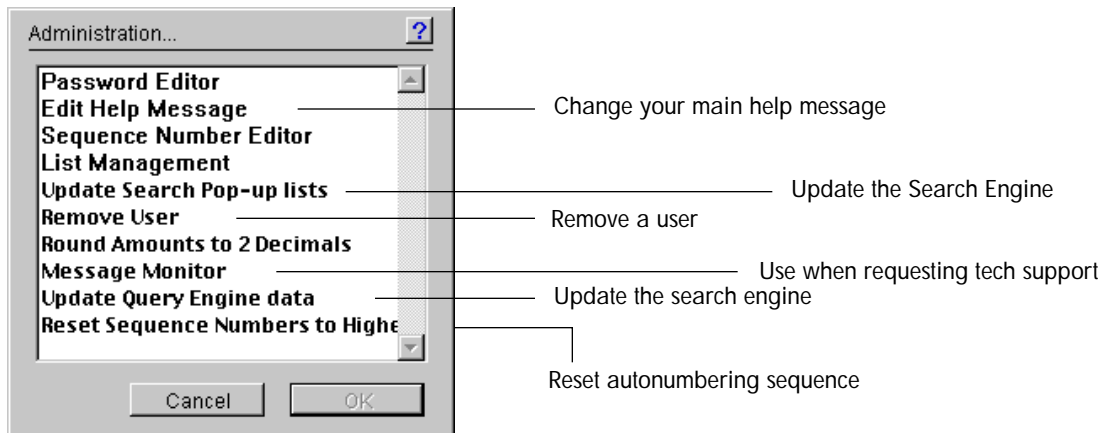 Administration...
?
Password Editor
Edit Help Message
Sequence Number Editor
List Management
Update Search Pop-up lists
Remove User
Round Amounts to 2 Decimals
Message Monitor
Update Query Engine data
Reset Sequence Numbers to Highe
Cancel
OK
Change your main help message
Update the Search Engine
Remove a user
Use when requesting tech support
Update the search engine
Reset autonumbering sequence